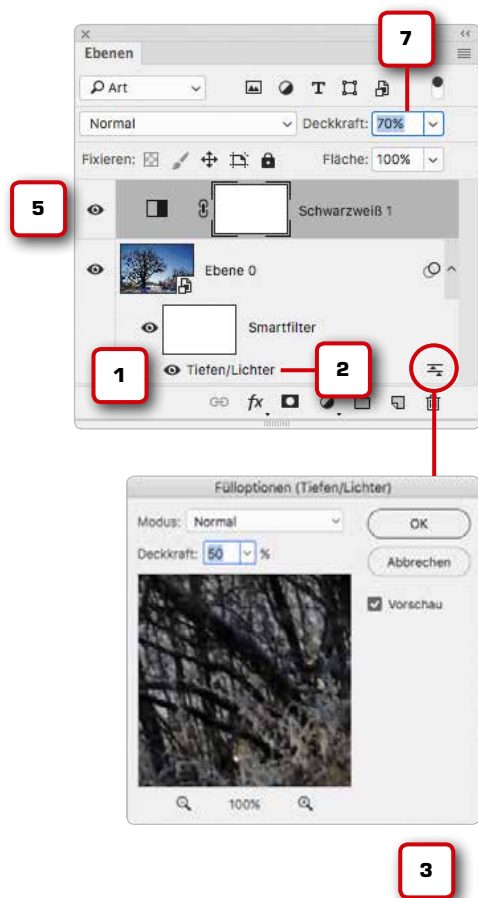 7
Ebenen
Art
Normal Deckkraft: 70%
Fixieren: Fläche: 100%
5
Schwarzweiß 1
Ebene 0
Smartfilter
1 Tiefen/Lichter 2
fx
Fülloptionen (Tiefen/Lichter)
Modus: Normal OK
Deckkraft: 50 % Abbrechen
Vorschau
100%
3